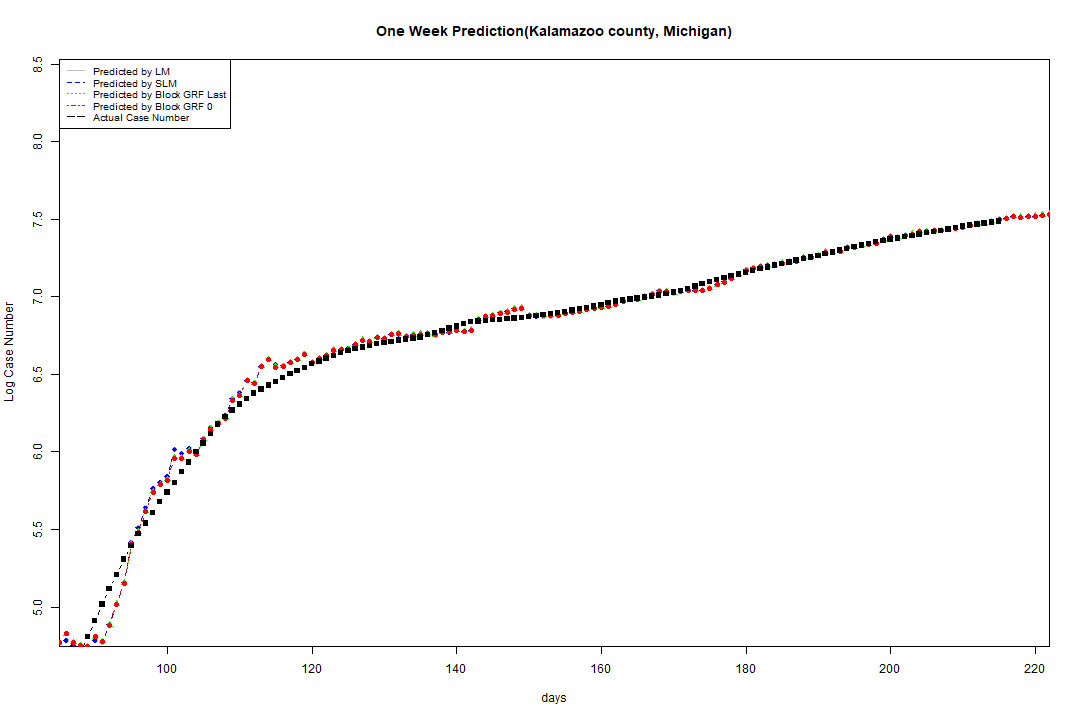 One Week Prediction(Kalamazoo county, Michigan)
8.5
8.0
7.5
7.0
6.5
6.0
5.5
5.0
Log Case Number
Predicted by LM
Predicted by SLM
Predicted by Block GRF Last
Predicted by Block GRF 0
Actual Case Number
100 120 140 160 180 200 220
days